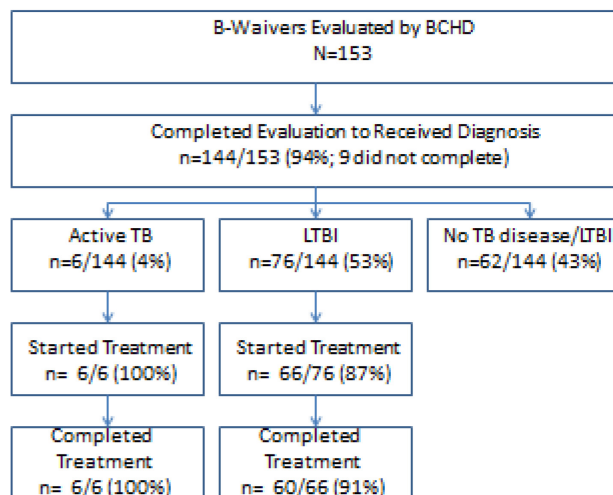 B-Waivers Evaluated by BCHD
N=153
Completed Evaluation to Received Diagnosis
n=144/153 (94%; 9 did not complete)
Active TB
n=6/144 (4%)
LTBI
n=76/144 (53%)
No TB disease/LTBI
n=62/144 (43%)
Started Treatment
n= 6/6 (100%)
Started Treatment
n= 66/76 (87%)
Completed
Treatment
n= 6/6 (100%)
Completed
Treatment
n= 60/66 (91%)